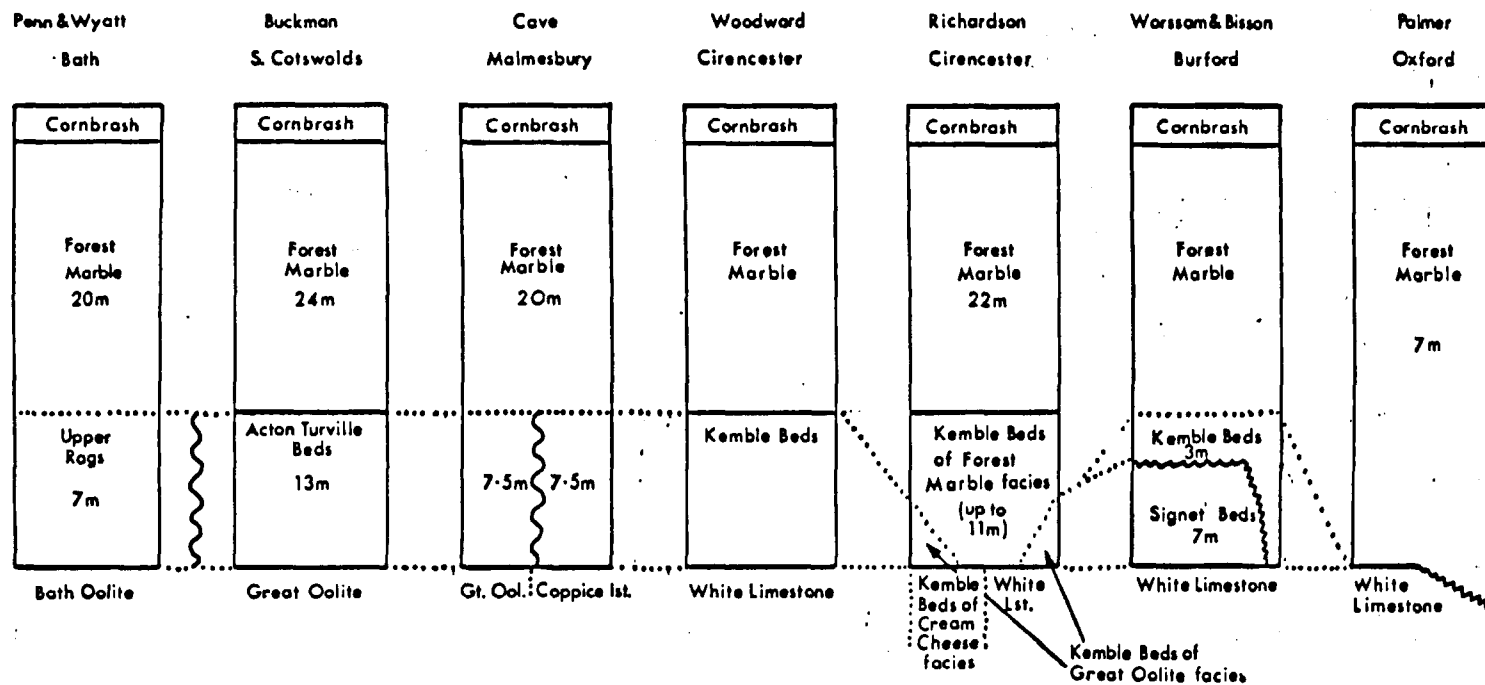 Penn & Wyatt
Bath
Buckman
S. Cotswolds
Cave
Malmesbury
Woodward
Cirencester
Richardson
Cirencester
Worssam & Bisson
Burford
Palmer
Oxford
Cornbrash
Forest
Marble
20m
Upper
Rags
7m
Bath Oolite
Cornbrash
Forest
Marble
24m
Acton Turville
Beds
13m
Great Oolite
Cornbrash
Forest
Marble
20m
7·5m
7·5m
Gt. Ool.
Coppice lst.
Cornbrash
Forest
Marble
Kemble Beds
White Limestone
Cornbrash
Forest
Marble
22m
Kemble Beds
of Forest
Marble facies
(up to
11m)
Kemble
Beds of
Cream
Cheese
facies
White
Lst.
Kemble Beds of
Great Oolite facies
Cornbrash
Forest
Marble
Kemble Beds
3m
Signet' Beds
7m
White Limestone
Cornbrash
Forest
Marble
7m
White
Limestone